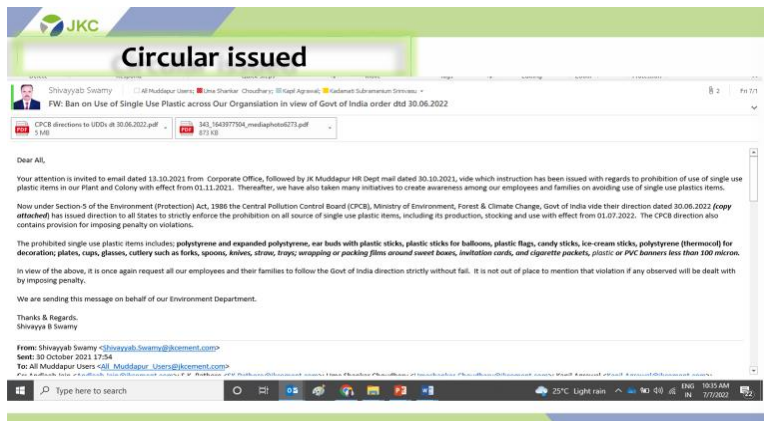 JKC
Circular issued
Shivayyab Swamy All Muddapur Users; Uma Shankar Choudhary; Kapil Agrawal; Kadamati Subramanium Srinivasu
2
Fri 7/1
FW: Ban on Use of Single Use Plastic across Our Organsiation in view of Govt of India order dtd 30.06.2022
CPCB directions to UDDs dt 30.06.2022.pdf
5 MB
343_1643977504_mediaphoto6273.pdf
873 KB
Dear All,
Your attention is invited to email dated 13.10.2021 from Corporate Office, followed by JK Muddapur HR Dept mail dated 30.10.2021, vide which instruction has been issued with regards to prohibition of use of single use
plastic items in our Plant and Colony with effect from 01.11.2021. Thereafter, we have also taken many initiatives to create awareness among our employees and families on avoiding use of single use plastics items.
Now under Section-5 of the Environment (Protection) Act, 1986 the Central Pollution Control Board (CPCB), Ministry of Environment, Forest & Climate Change, Govt of India vide their direction dated 30.06.2022 (copy
attached) has issued direction to all States to strictly enforce the prohibition on all source of single use plastic items, including its production, stocking and use with effect from 01.07.2022. The CPCB direction also
contains provision for imposing penalty on violations.
The prohibited single use plastic items includes; polystyrene and expanded polystyrene, ear buds with plastic sticks, plastic sticks for balloons, plastic flags, candy sticks, ice-cream sticks, polystyrene (thermocol) for
decoration; plates, cups, glasses, cutlery such as forks, spoons, knives, straw, trays; wrapping or packing films around sweet boxes, invitation cards, and cigarette packets, plastic or PVC banners less than 100 micron.
In view of the above, it is once again request all our employees and their families to follow the Govt of India direction strictly without fail. It is not out of place to mention that violation if any observed will be dealt with
by imposing penalty.
We are sending this message on behalf of our Environment Department.
Thanks & Regards.
Shivayya B Swamy
From: Shivayyab Swamy <Shivayyab.Swamy@jkcement.com>
Sent: 30 October 2021 17:54
To: All Muddapur Users <All_Muddapur_Users@jkcement.com>
Type here to search
25°C Light rain
ENG
IN
10:35 AM
7/7/2022
22